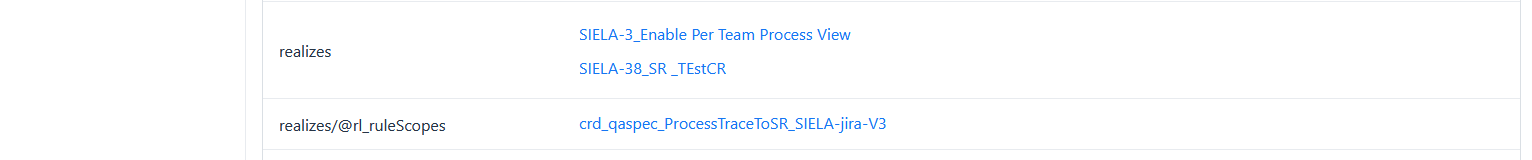 realizes
SIELA-3_Enable Per Team Process View
SIELA-38_SR _TEstCR
realizes/@rl_ruleScopes
crd_qaspec_ProcessTraceToSR_SIELA-jira-V3